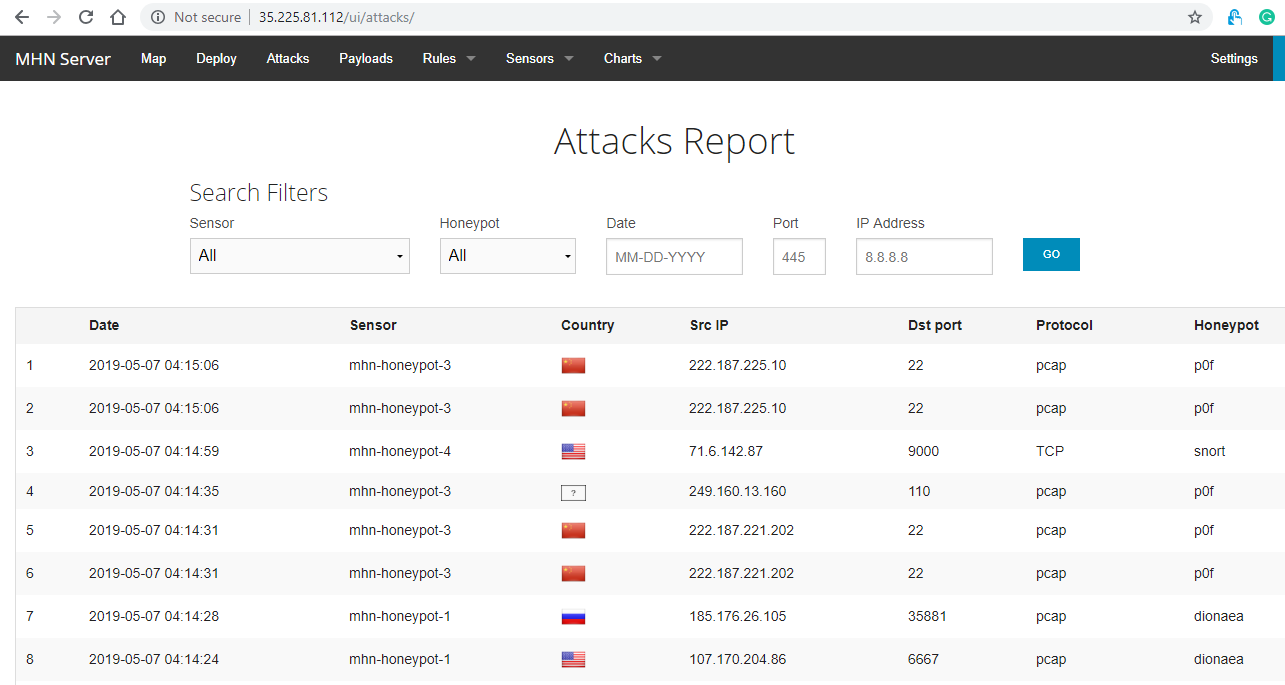 Not secure 35.225.81.112/ui/attacks/
MHN Server Map Deploy Attacks Payloads Rules Sensors Charts Settings
Attacks Report
Search Filters
Sensor Honeypot Date Port IP Address
All All MM-DD-YYYY 445 8.8.8.8 GO
Date Sensor Country Src IP Dst port Protocol Honeypot
1 2019-05-07 04:15:06 mhn-honeypot-3 222.187.225.10 22 pcap p0f
2 2019-05-07 04:15:06 mhn-honeypot-3 222.187.225.10 22 pcap p0f
3 2019-05-07 04:14:59 mhn-honeypot-4 71.6.142.87 9000 TCP snort
4 2019-05-07 04:14:35 mhn-honeypot-3 ? 249.160.13.160 110 pcap p0f
5 2019-05-07 04:14:31 mhn-honeypot-3 222.187.221.202 22 pcap p0f
6 2019-05-07 04:14:31 mhn-honeypot-3 222.187.221.202 22 pcap p0f
7 2019-05-07 04:14:28 mhn-honeypot-1 185.176.26.105 35881 pcap dionaea
8 2019-05-07 04:14:24 mhn-honeypot-1 107.170.204.86 6667 pcap dionaea